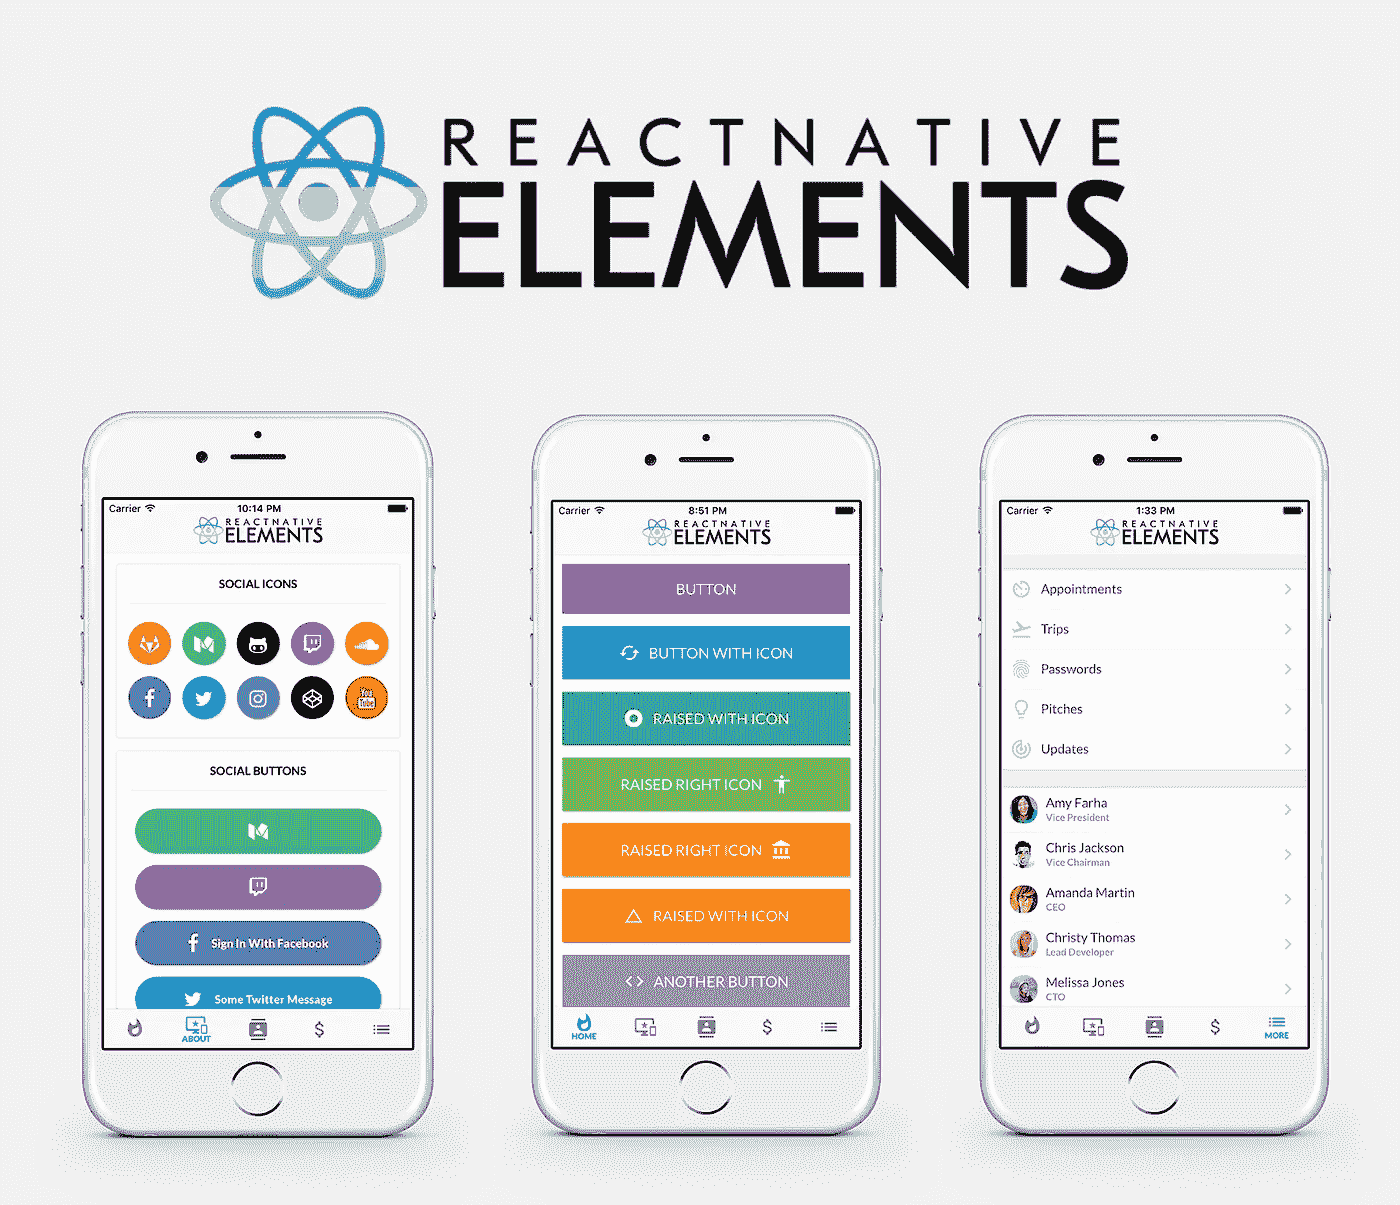 REACTNATIVE
ELEMENTS
Carrier 10:14 PM
REACTNATIVE
ELEMENTS
SOCIAL ICONS
You
Tube
SOCIAL BUTTONS
Sign In With Facebook
Some Twitter Message
ABOUT
Carrier 8:51 PM
REACTNATIVE
ELEMENTS
BUTTON
BUTTON WITH ICON
RAISED WITH ICON
RAISED RIGHT ICON
RAISED RIGHT ICON
RAISED WITH ICON
ANOTHER BUTTON
HOME
Carrier 1:33 PM
REACTNATIVE
ELEMENTS
Appointments
Trips
Passwords
Pitches
Updates
Amy Farha
Vice President
Chris Jackson
Vice Chairman
Amanda Martin
CEO
Christy Thomas
Lead Developer
Melissa Jones
CTO
MORE